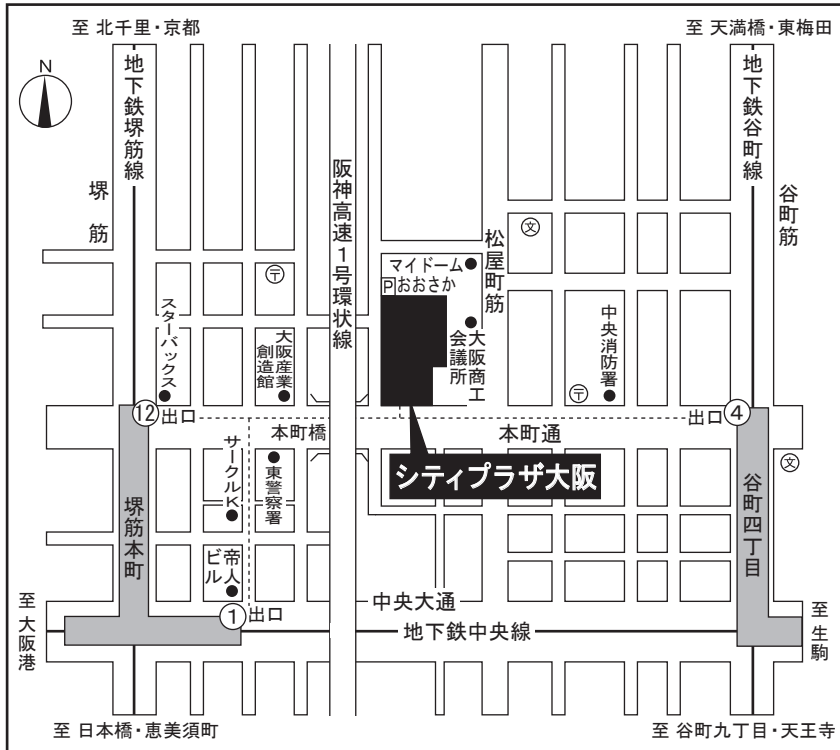 至 北千里・京都
至 天満橋・東梅田
N
地下鉄堺筋線
堺筋
阪神高速1号環状線
松屋町筋
地下鉄谷町線
谷町筋
文
〒
マイドーム
おおさか
P
スターバックス
大阪産業
創造館
大阪商工
会議所
中央消防署
〒
12
出口
出口
4
本町橋
本町通
サークルK
東警察署
シティプラザ大阪
文
堺筋本町
谷町四丁目
帝人
ビル
1
出口
中央大通
至 大阪港
地下鉄中央線
至 生駒
至 日本橋・恵美須町
至 谷町九丁目・天王寺